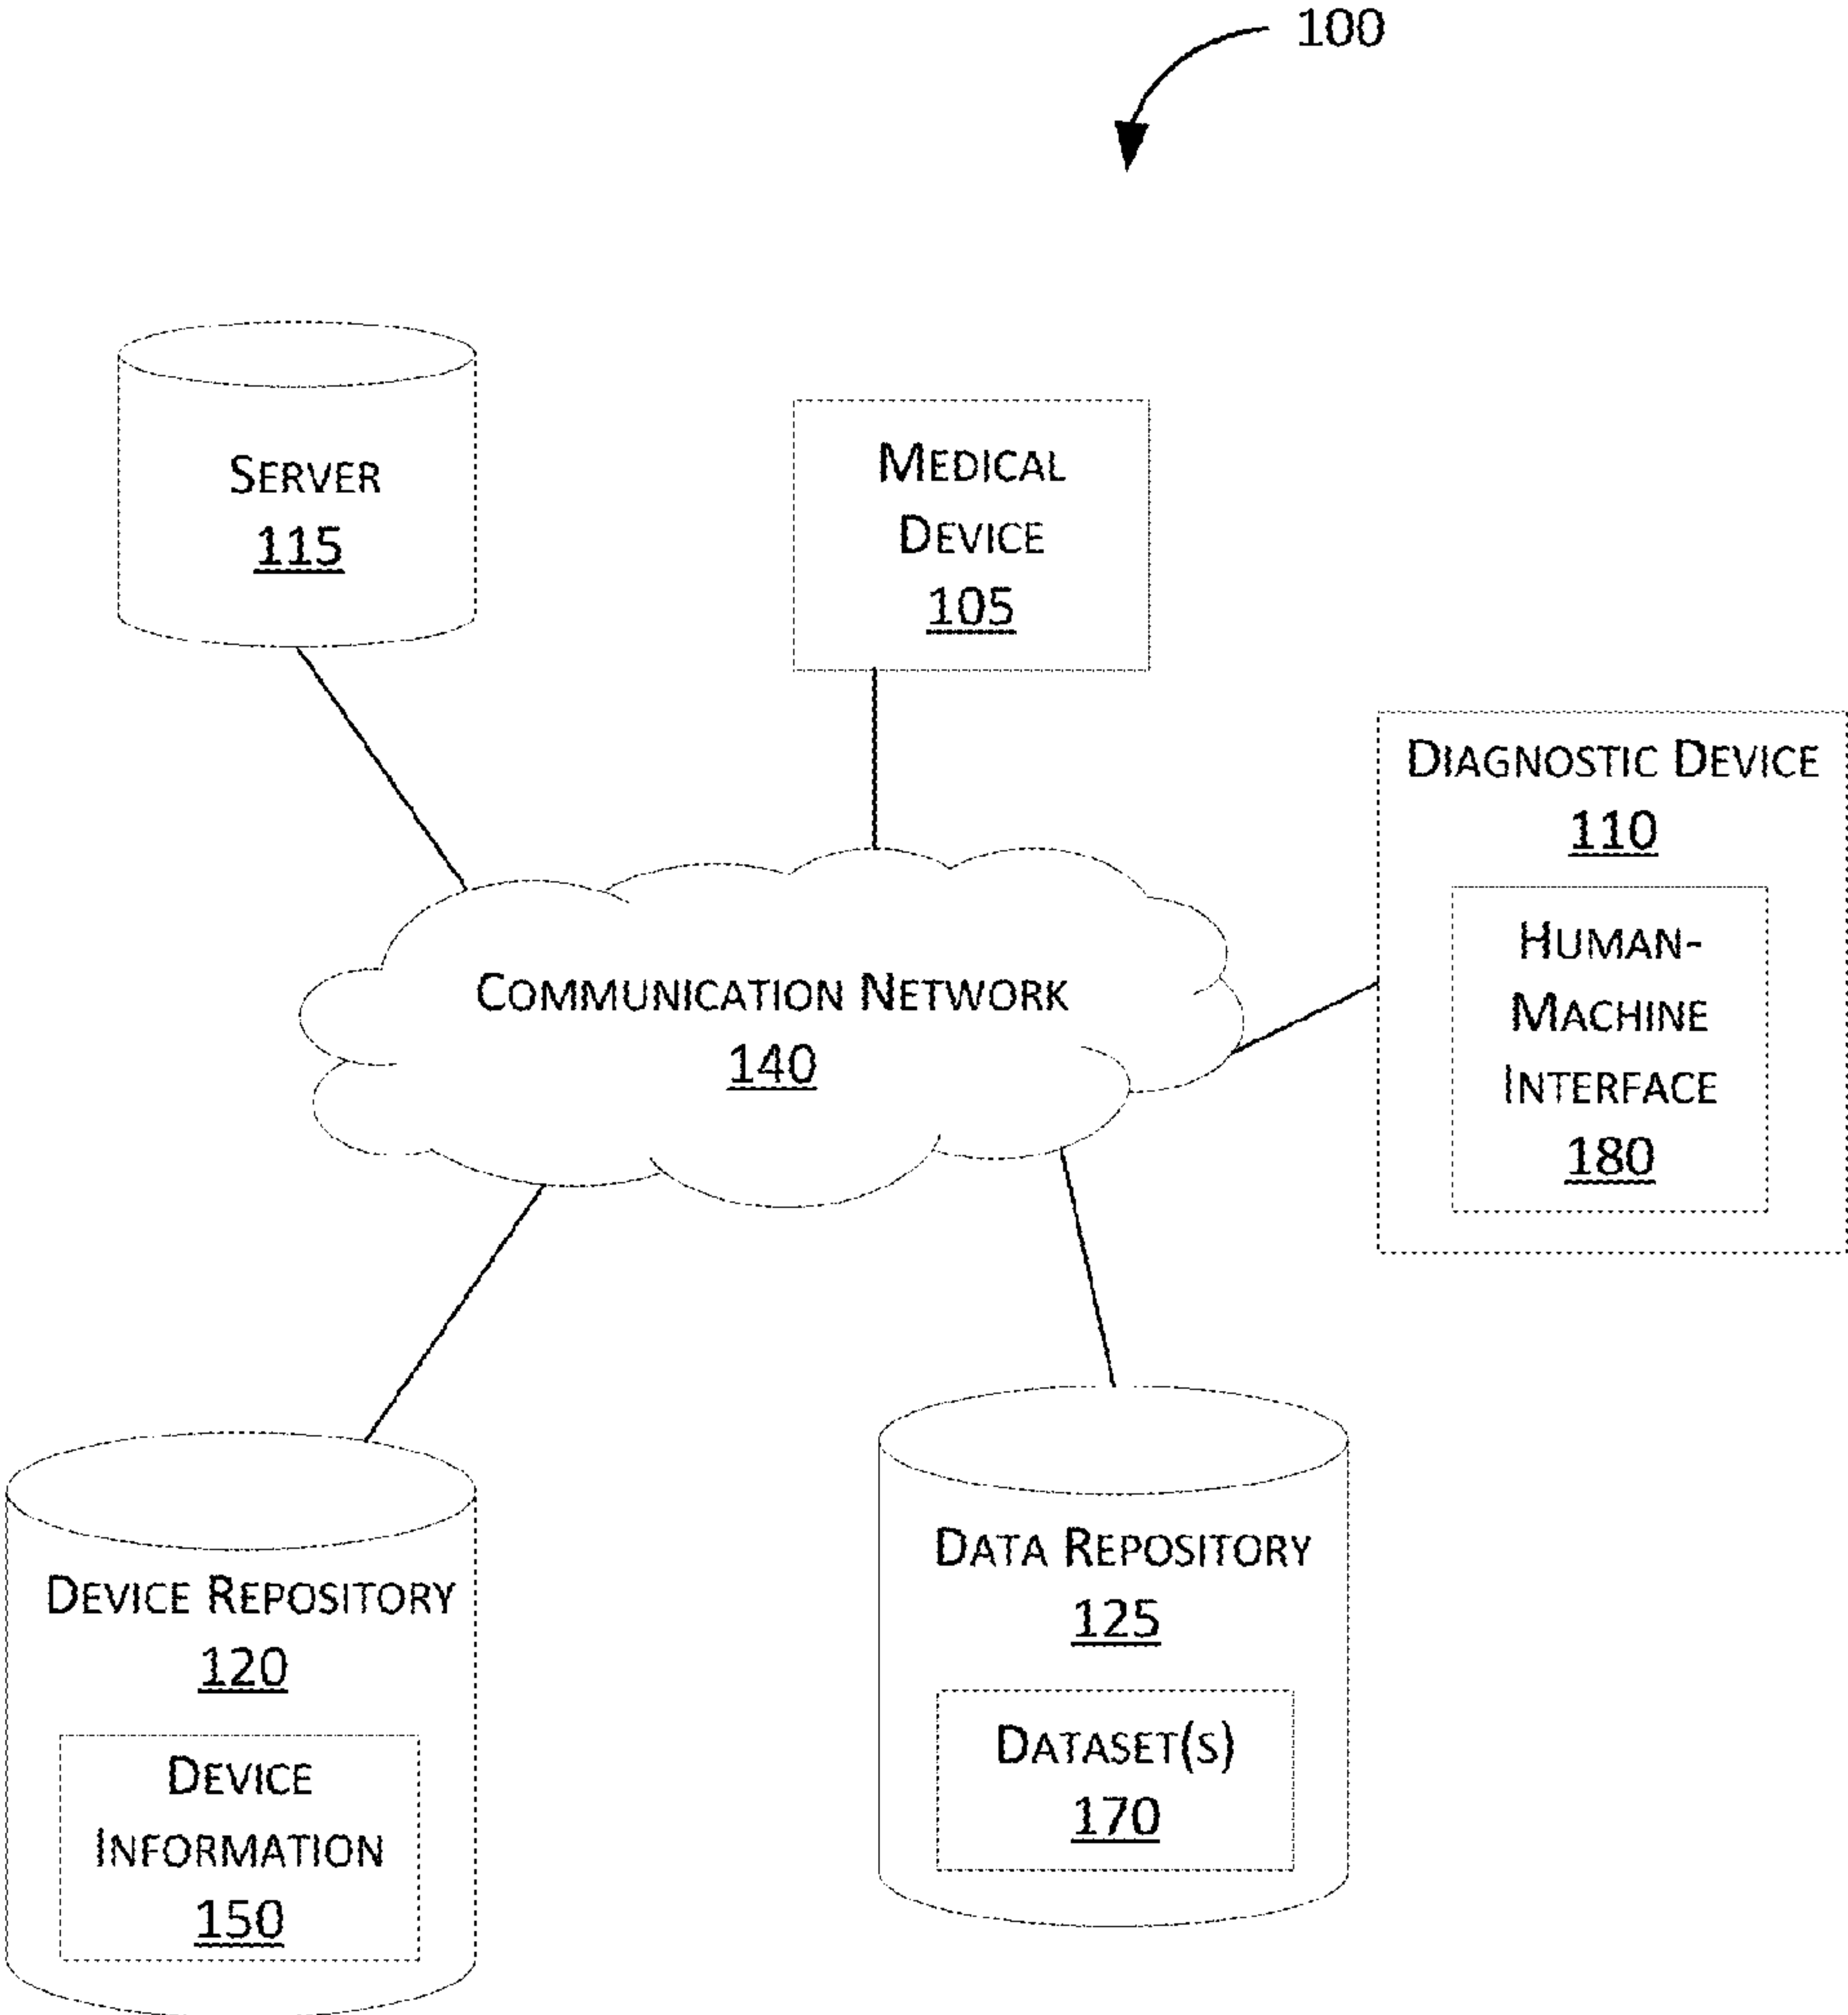 100
SERVER
115
MEDICAL
DEVICE
105
DIAGNOSTIC DEVICE
110
HUMAN-
MACHINE
INTERFACE
180
COMMUNICATION NETWORK
140
DEVICE REPOSITORY
120
DEVICE
INFORMATION
150
DATA REPOSITORY
125
DATASET(S)
170